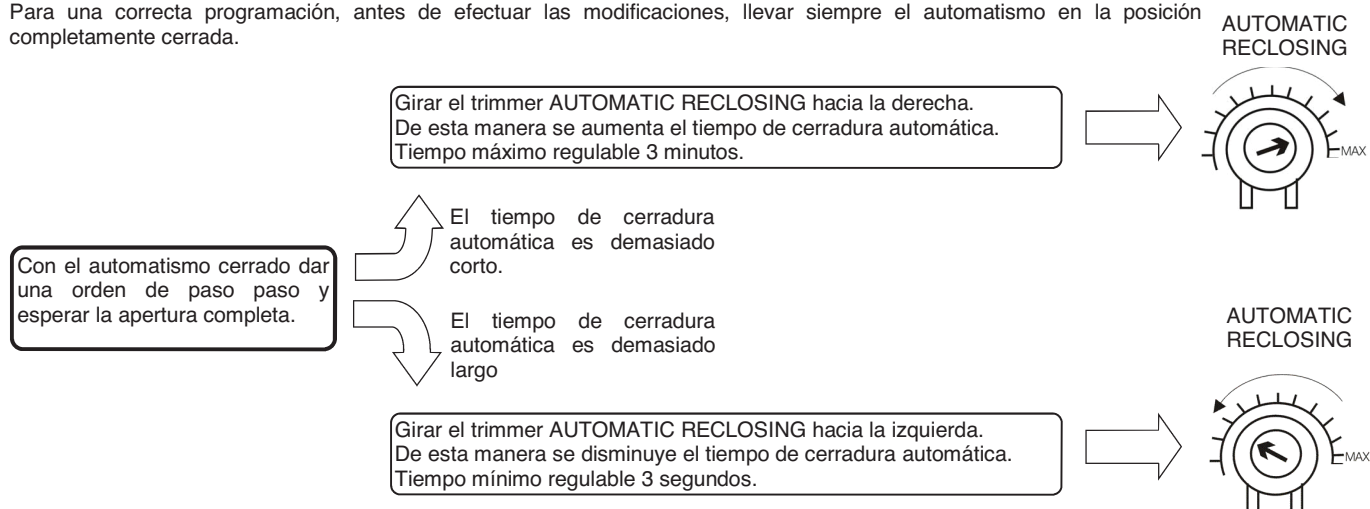 Para una correcta programación, antes de efectuar las modificaciones, llevar siempre el automatismo en la posición
completamente cerrada.
AUTOMATIC
RECLOSING
Girar el trimmer AUTOMATIC RECLOSING hacia la derecha.
De esta manera se aumenta el tiempo de cerradura automática.
Tiempo máximo regulable 3 minutos.
MAX
El tiempo de cerradura
automática es demasiado
corto.
Con el automatismo cerrado dar
una orden de paso paso y
esperar la apertura completa.
El tiempo de cerradura
automática es demasiado
largo
AUTOMATIC
RECLOSING
Girar el trimmer AUTOMATIC RECLOSING hacia la izquierda.
De esta manera se disminuye el tiempo de cerradura automática.
Tiempo mínimo regulable 3 segundos.
MAX